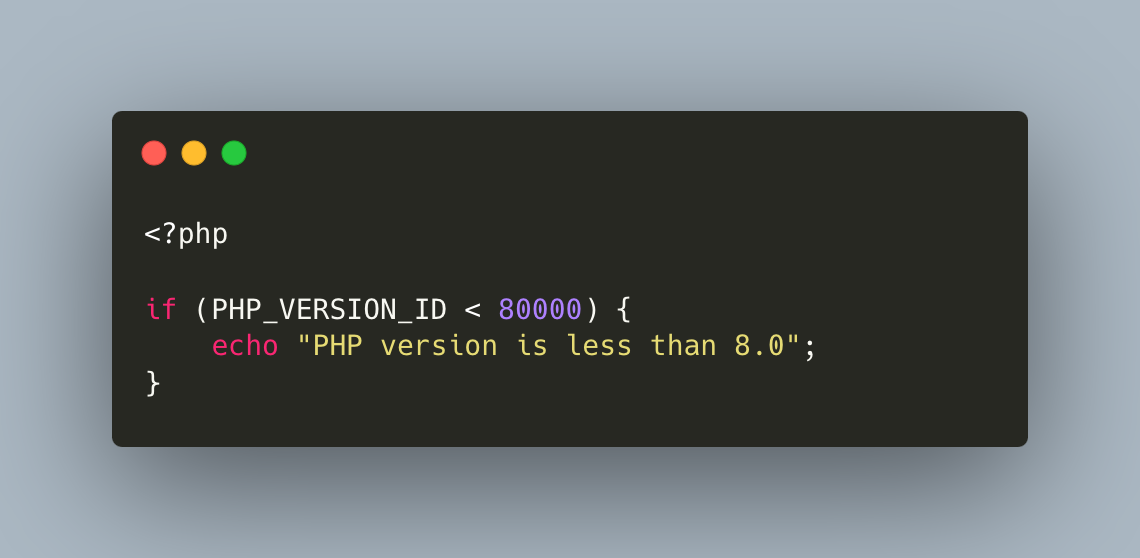 <?php
if (PHP_VERSION_ID < 80000) {
    echo "PHP version is less than 8.0";
}